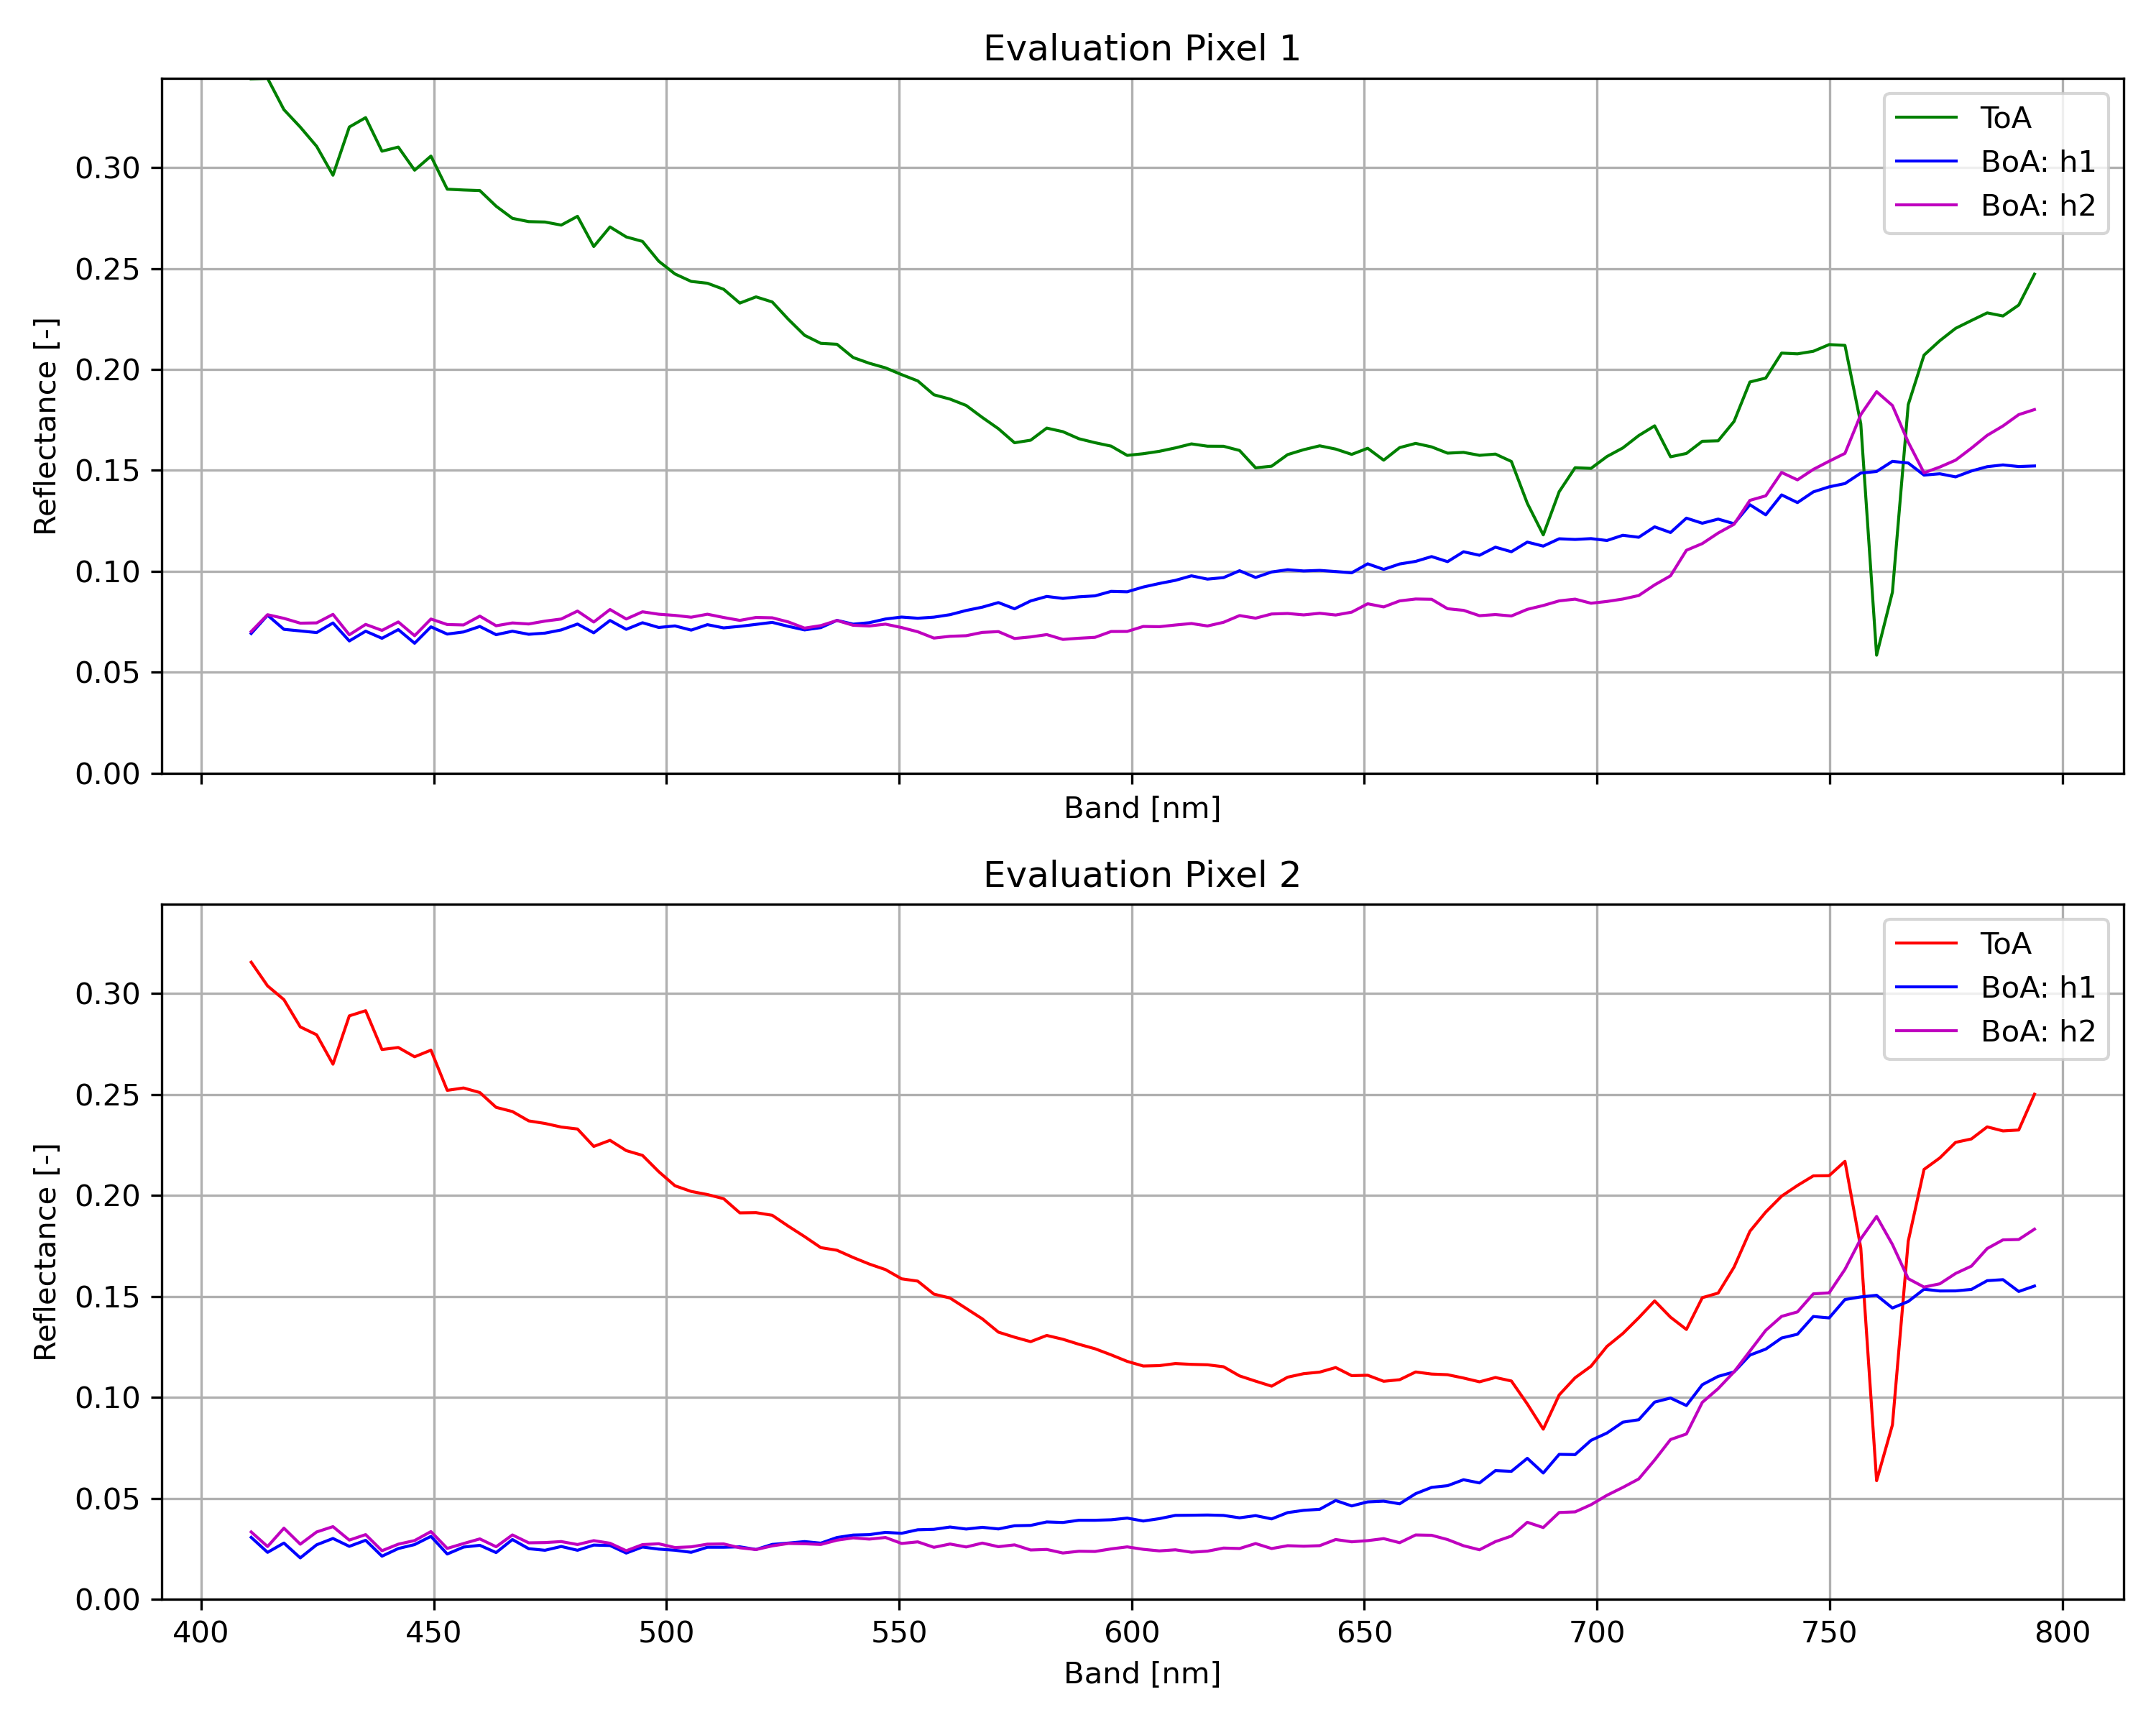 Evaluation Pixel 1
Reflectance [-]
0.30
0.25
0.20
0.15
0.10
0.05
0.00
ToA
BoA: h1
BoA: h2
Band [nm]
Evaluation Pixel 2
Reflectance [-]
0.30
0.25
0.20
0.15
0.10
0.05
0.00
ToA
BoA: h1
BoA: h2
400 450 500 550 600 650 700 750 800
Band [nm]